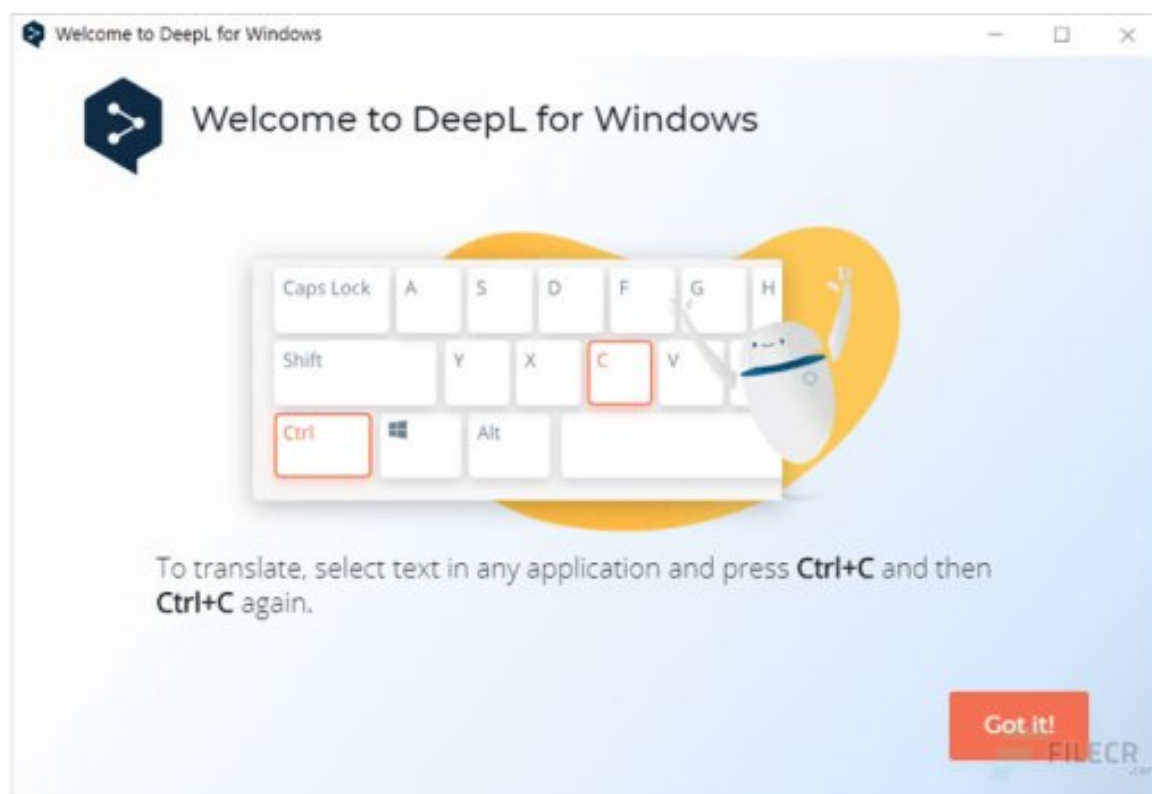 Welcome to DeepL for Windows
Welcome to DeepL for Windows
Caps Lock A S D F G H
Shift Y X C V
Ctrl Alt
To translate, select text in any application and press Ctrl+C and then
Ctrl+C again.
Got it!
FILECR
.com